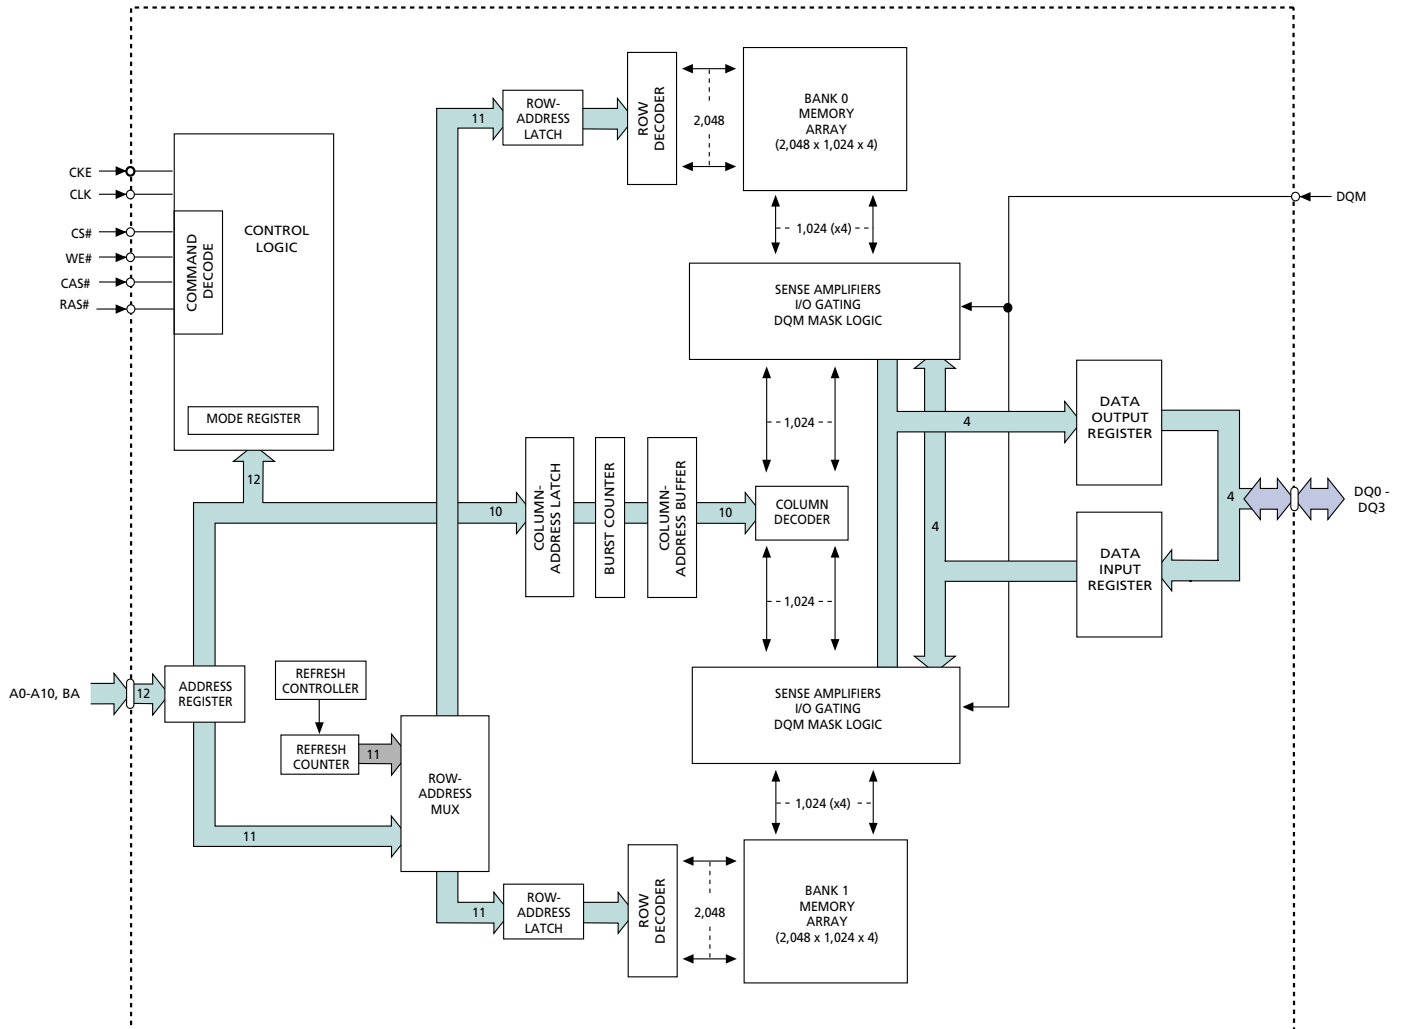 CKE
CLK
CS#
WE#
CAS#
RAS#
CONTROL
LOGIC
COMMAND
DECODE
MODE REGISTER
12
11
ROW-
ADDRESS
LATCH
ROW
DECODER
2,048
BANK 0
MEMORY
ARRAY
(2,048 x 1,024 x 4)
1,024 (x4)
DQM
SENSE AMPLIFIERS
I/O GATING
DQM MASK LOGIC
1,024
10
COLUMN-
ADDRESS LATCH
BURST COUNTER
COLUMN-
ADDRESS BUFFER
10
COLUMN
DECODER
1,024
4
4
DATA
OUTPUT
REGISTER
4
DQ0 -
DQ3
DATA
INPUT
REGISTER
A0-A10, BA
12
ADDRESS
REGISTER
REFRESH
CONTROLLER
REFRESH
COUNTER
11
11
ROW-
ADDRESS
MUX
SENSE AMPLIFIERS
I/O GATING
DQM MASK LOGIC
1,024 (x4)
11
ROW-
ADDRESS
LATCH
ROW
DECODER
2,048
BANK 1
MEMORY
ARRAY
(2,048 x 1,024 x 4)